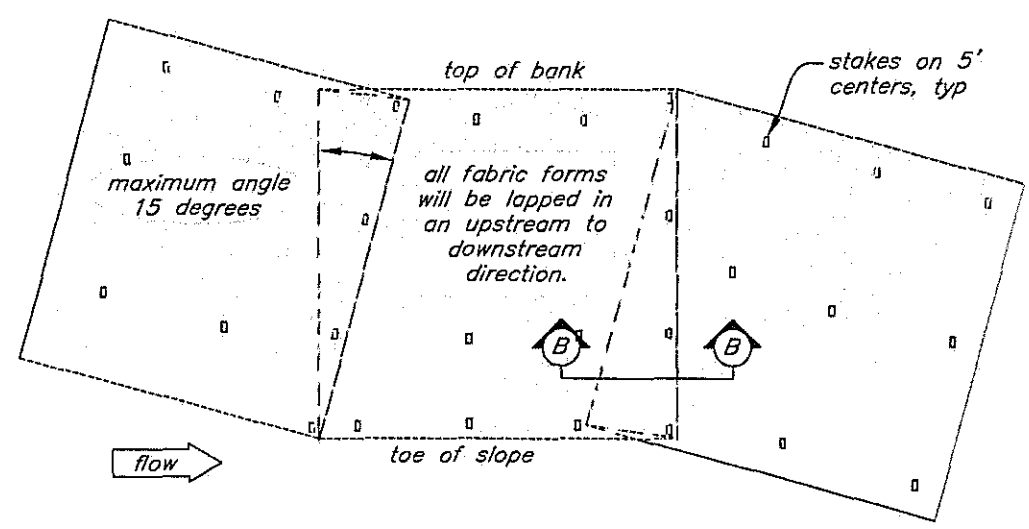 top of bank
stakes on 5'
centers, typ
maximum angle
15 degrees
all fabric forms
will be lapped in
an upstream to
downstream
direction.
B
B
flow
toe of slope